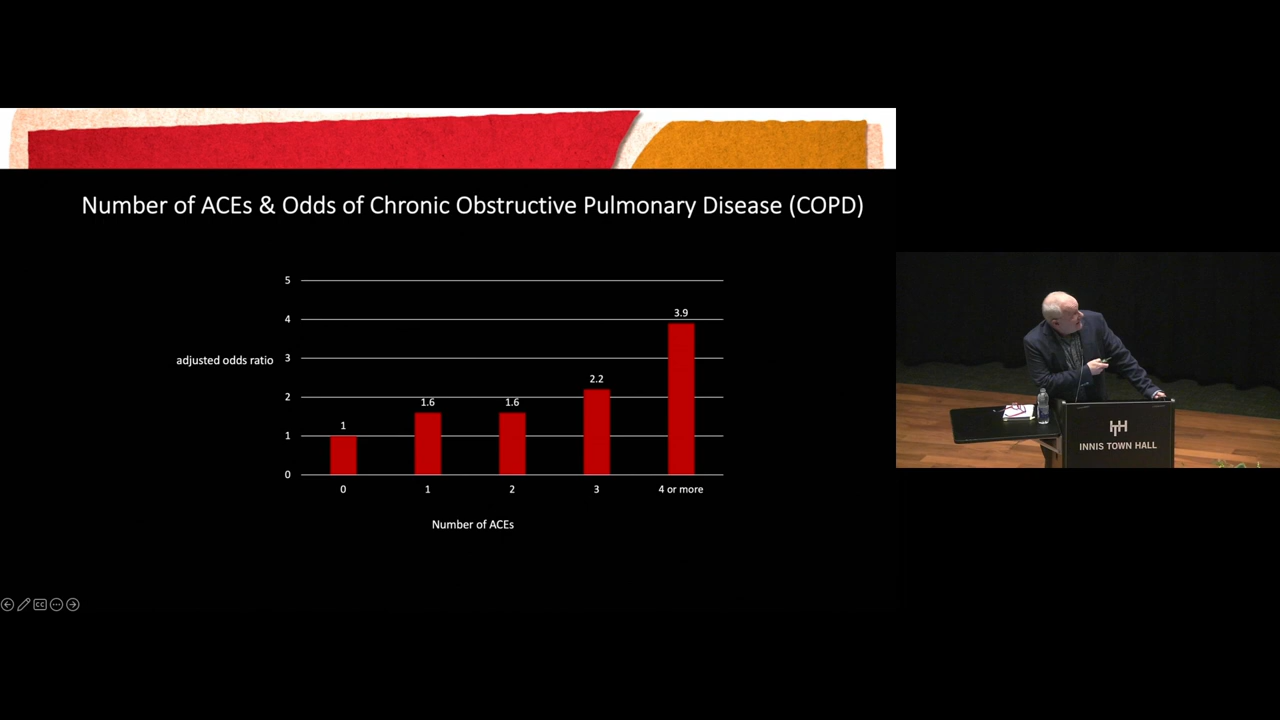 Number of ACEs & Odds of Chronic Obstructive Pulmonary Disease (COPD)
5
4
3
2
1
0
adjusted odds ratio
1
1.6
1.6
2.2
3.9
0
1
2
3
4 or more
Number of ACEs
CC
INNIS TOWN HALL